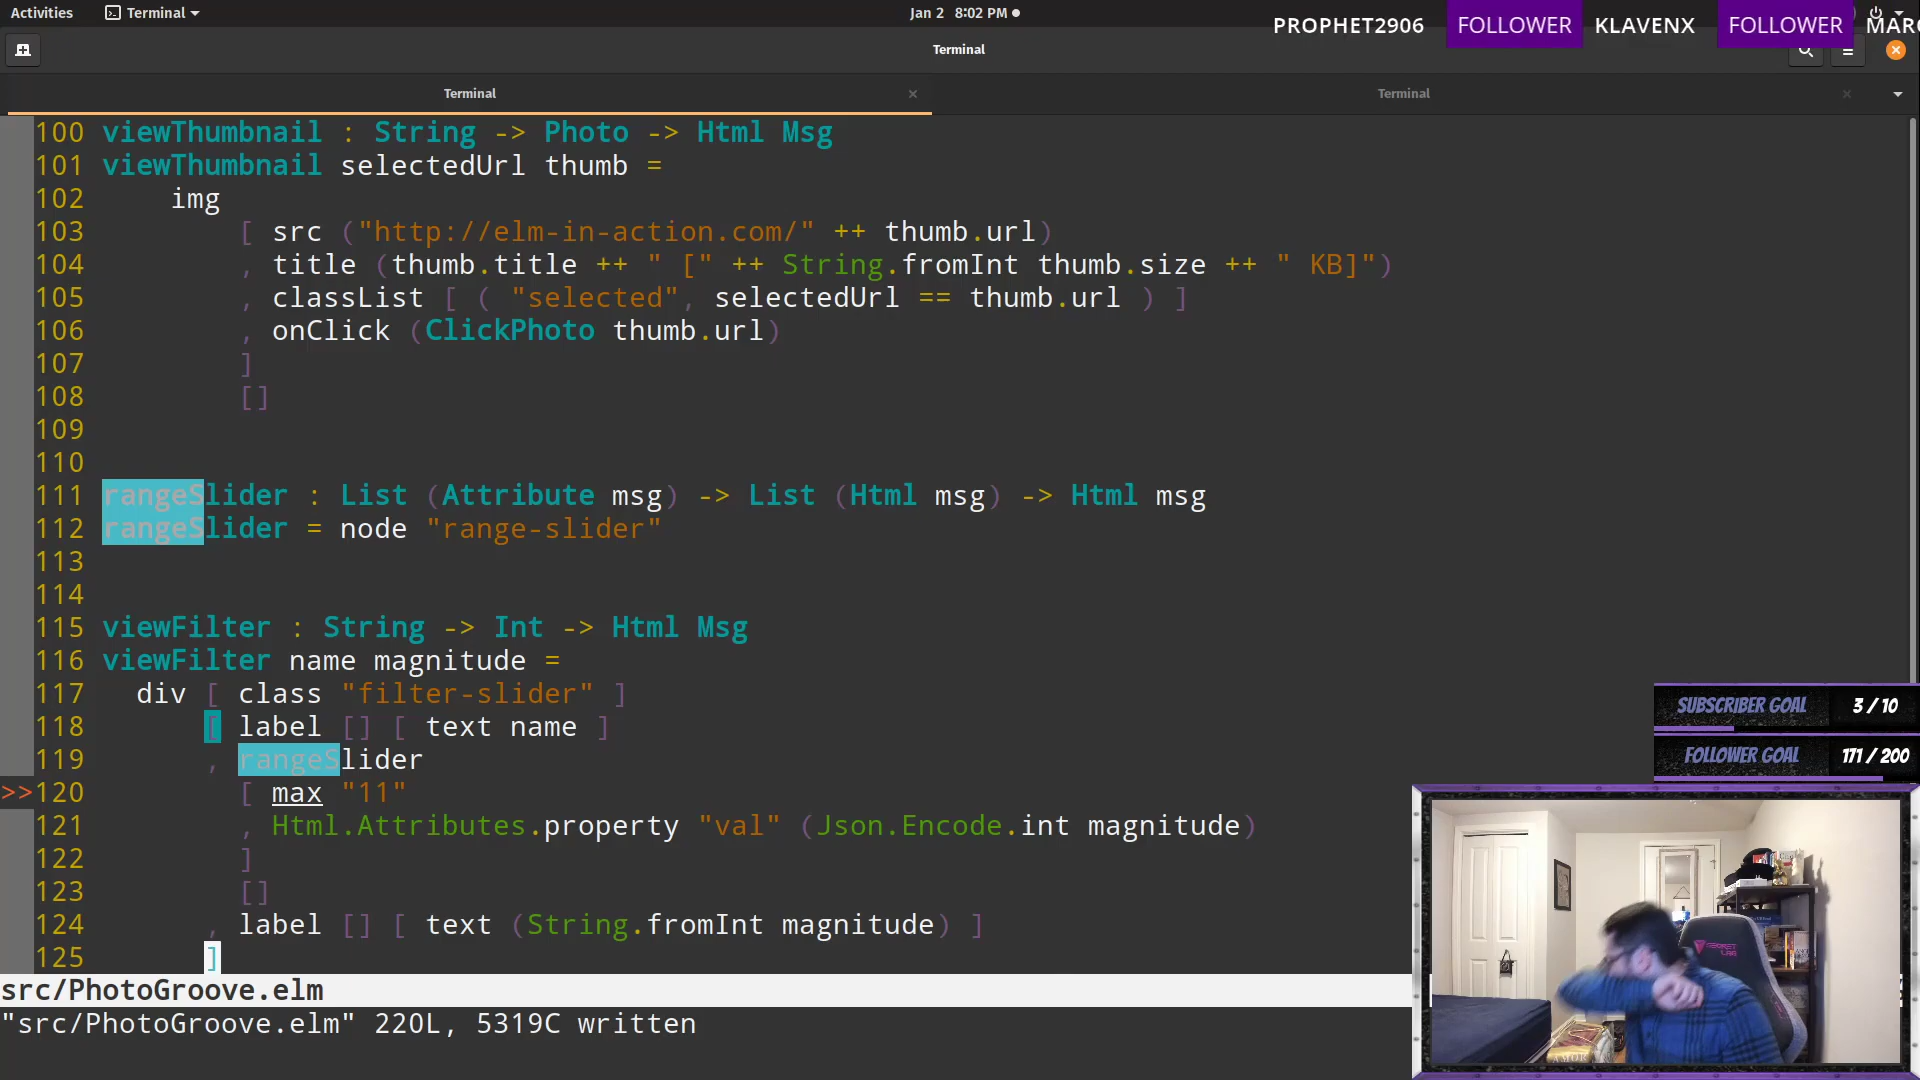 Activities
Terminal
Jan 2 8:02 PM
PROPHET2906 FOLLOWER KLAVENX FOLLOWER
Terminal
Terminal
Terminal
100 viewThumbnail : String -> Photo -> Html Msg
101 viewThumbnail selectedUrl thumb =
102 img
103 [ src ("http://elm-in-action.com/" ++ thumb.url)
104 , title (thumb.title ++ " [" ++ String.fromInt thumb.size ++ " KB]")
105 , classList [ ( "selected", selectedUrl == thumb.url ) ]
106 , onClick (ClickPhoto thumb.url)
107 ]
108 []
109
110
111 rangeSlider : List (Attribute msg) -> List (Html msg) -> Html msg
112 rangeSlider = node "range-slider"
113
114
115 viewFilter : String -> Int -> Html Msg
116 viewFilter name magnitude =
117 div [ class "filter-slider" ]
118 [ label [] [ text name ]
119 , rangeSlider
>>120 [ max "11"
121 , Html.Attributes.property "val" (Json.Encode.int magnitude)
122 ]
123 []
124 , label [] [ text (String.fromInt magnitude) ]
125 ]
SUBSCRIBER GOAL 3 / 10
FOLLOWER GOAL 171 / 200
src/PhotoGroove.elm
"src/PhotoGroove.elm" 220L, 5319C written